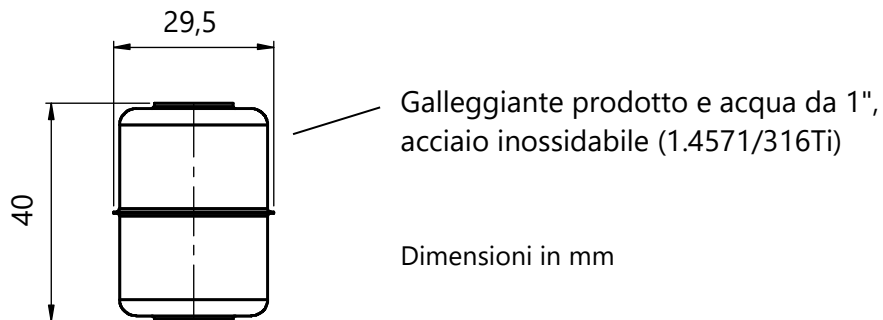 29,5
Galleggiante prodotto e acqua da 1",
acciaio inossidabile (1.4571/316Ti)
40
Dimensioni in mm